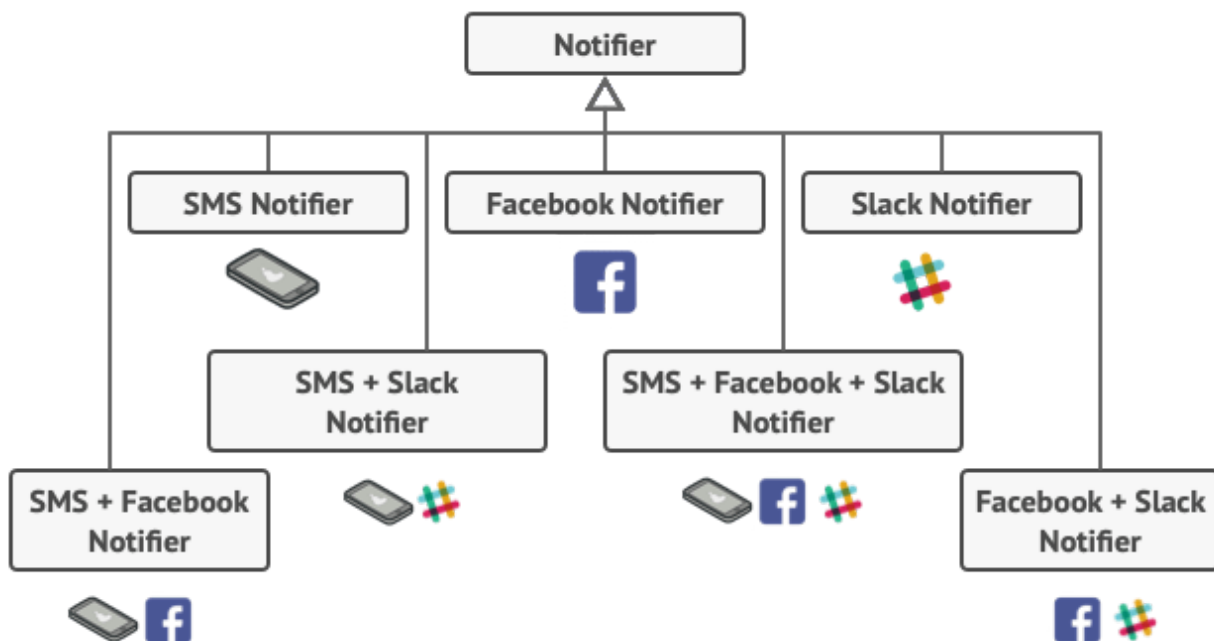 Notifier
SMS Notifier
Facebook Notifier
Slack Notifier
SMS + Slack
Notifier
SMS + Facebook + Slack
Notifier
SMS + Facebook
Notifier
Facebook + Slack
Notifier